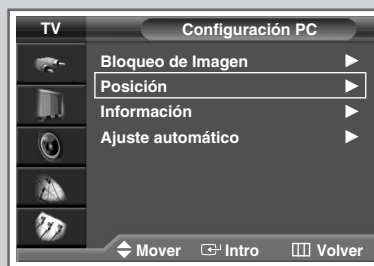 TV
Configuración PC
Bloqueo de Imagen
Posición
Información
Ajuste automático
Mover Intro Volver